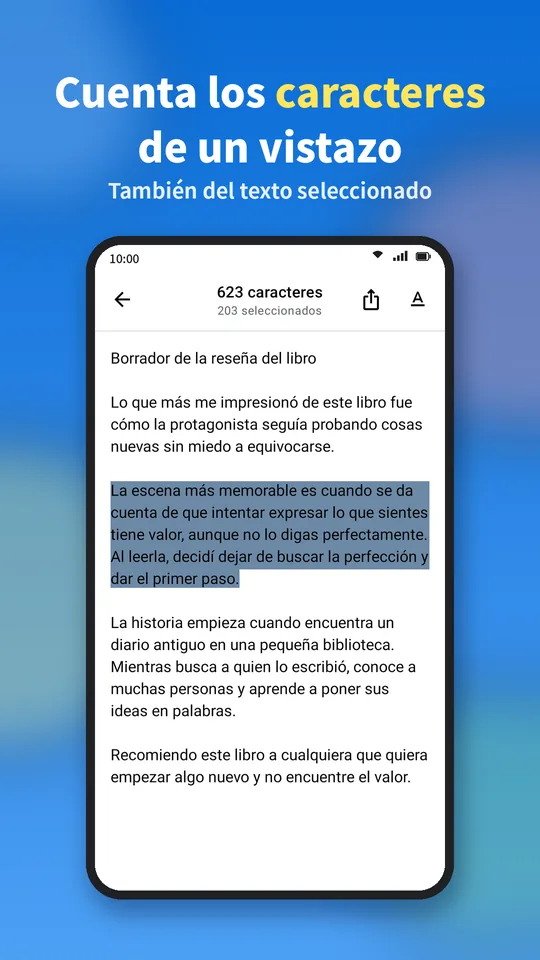 Cuenta los caracteres
de un vistazo
También del texto seleccionado
10:00
623 caracteres
203 seleccionados
A
Borrador de la reseña del libro
Lo que más me impresionó de este libro fue
cómo la protagonista seguía probando cosas
nuevas sin miedo a equivocarse.
La escena más memorable es cuando se da
cuenta de que intentar expresar lo que sientes
tiene valor, aunque no lo digas perfectamente.
Al leerla, decidí dejar de buscar la perfección y
dar el primer paso.
La historia empieza cuando encuentra un
diario antiguo en una pequeña biblioteca.
Mientras busca a quien lo escribió, conoce a
muchas personas y aprende a poner sus
ideas en palabras.
Recomiendo este libro a cualquiera que quiera
empezar algo nuevo y no encuentre el valor.